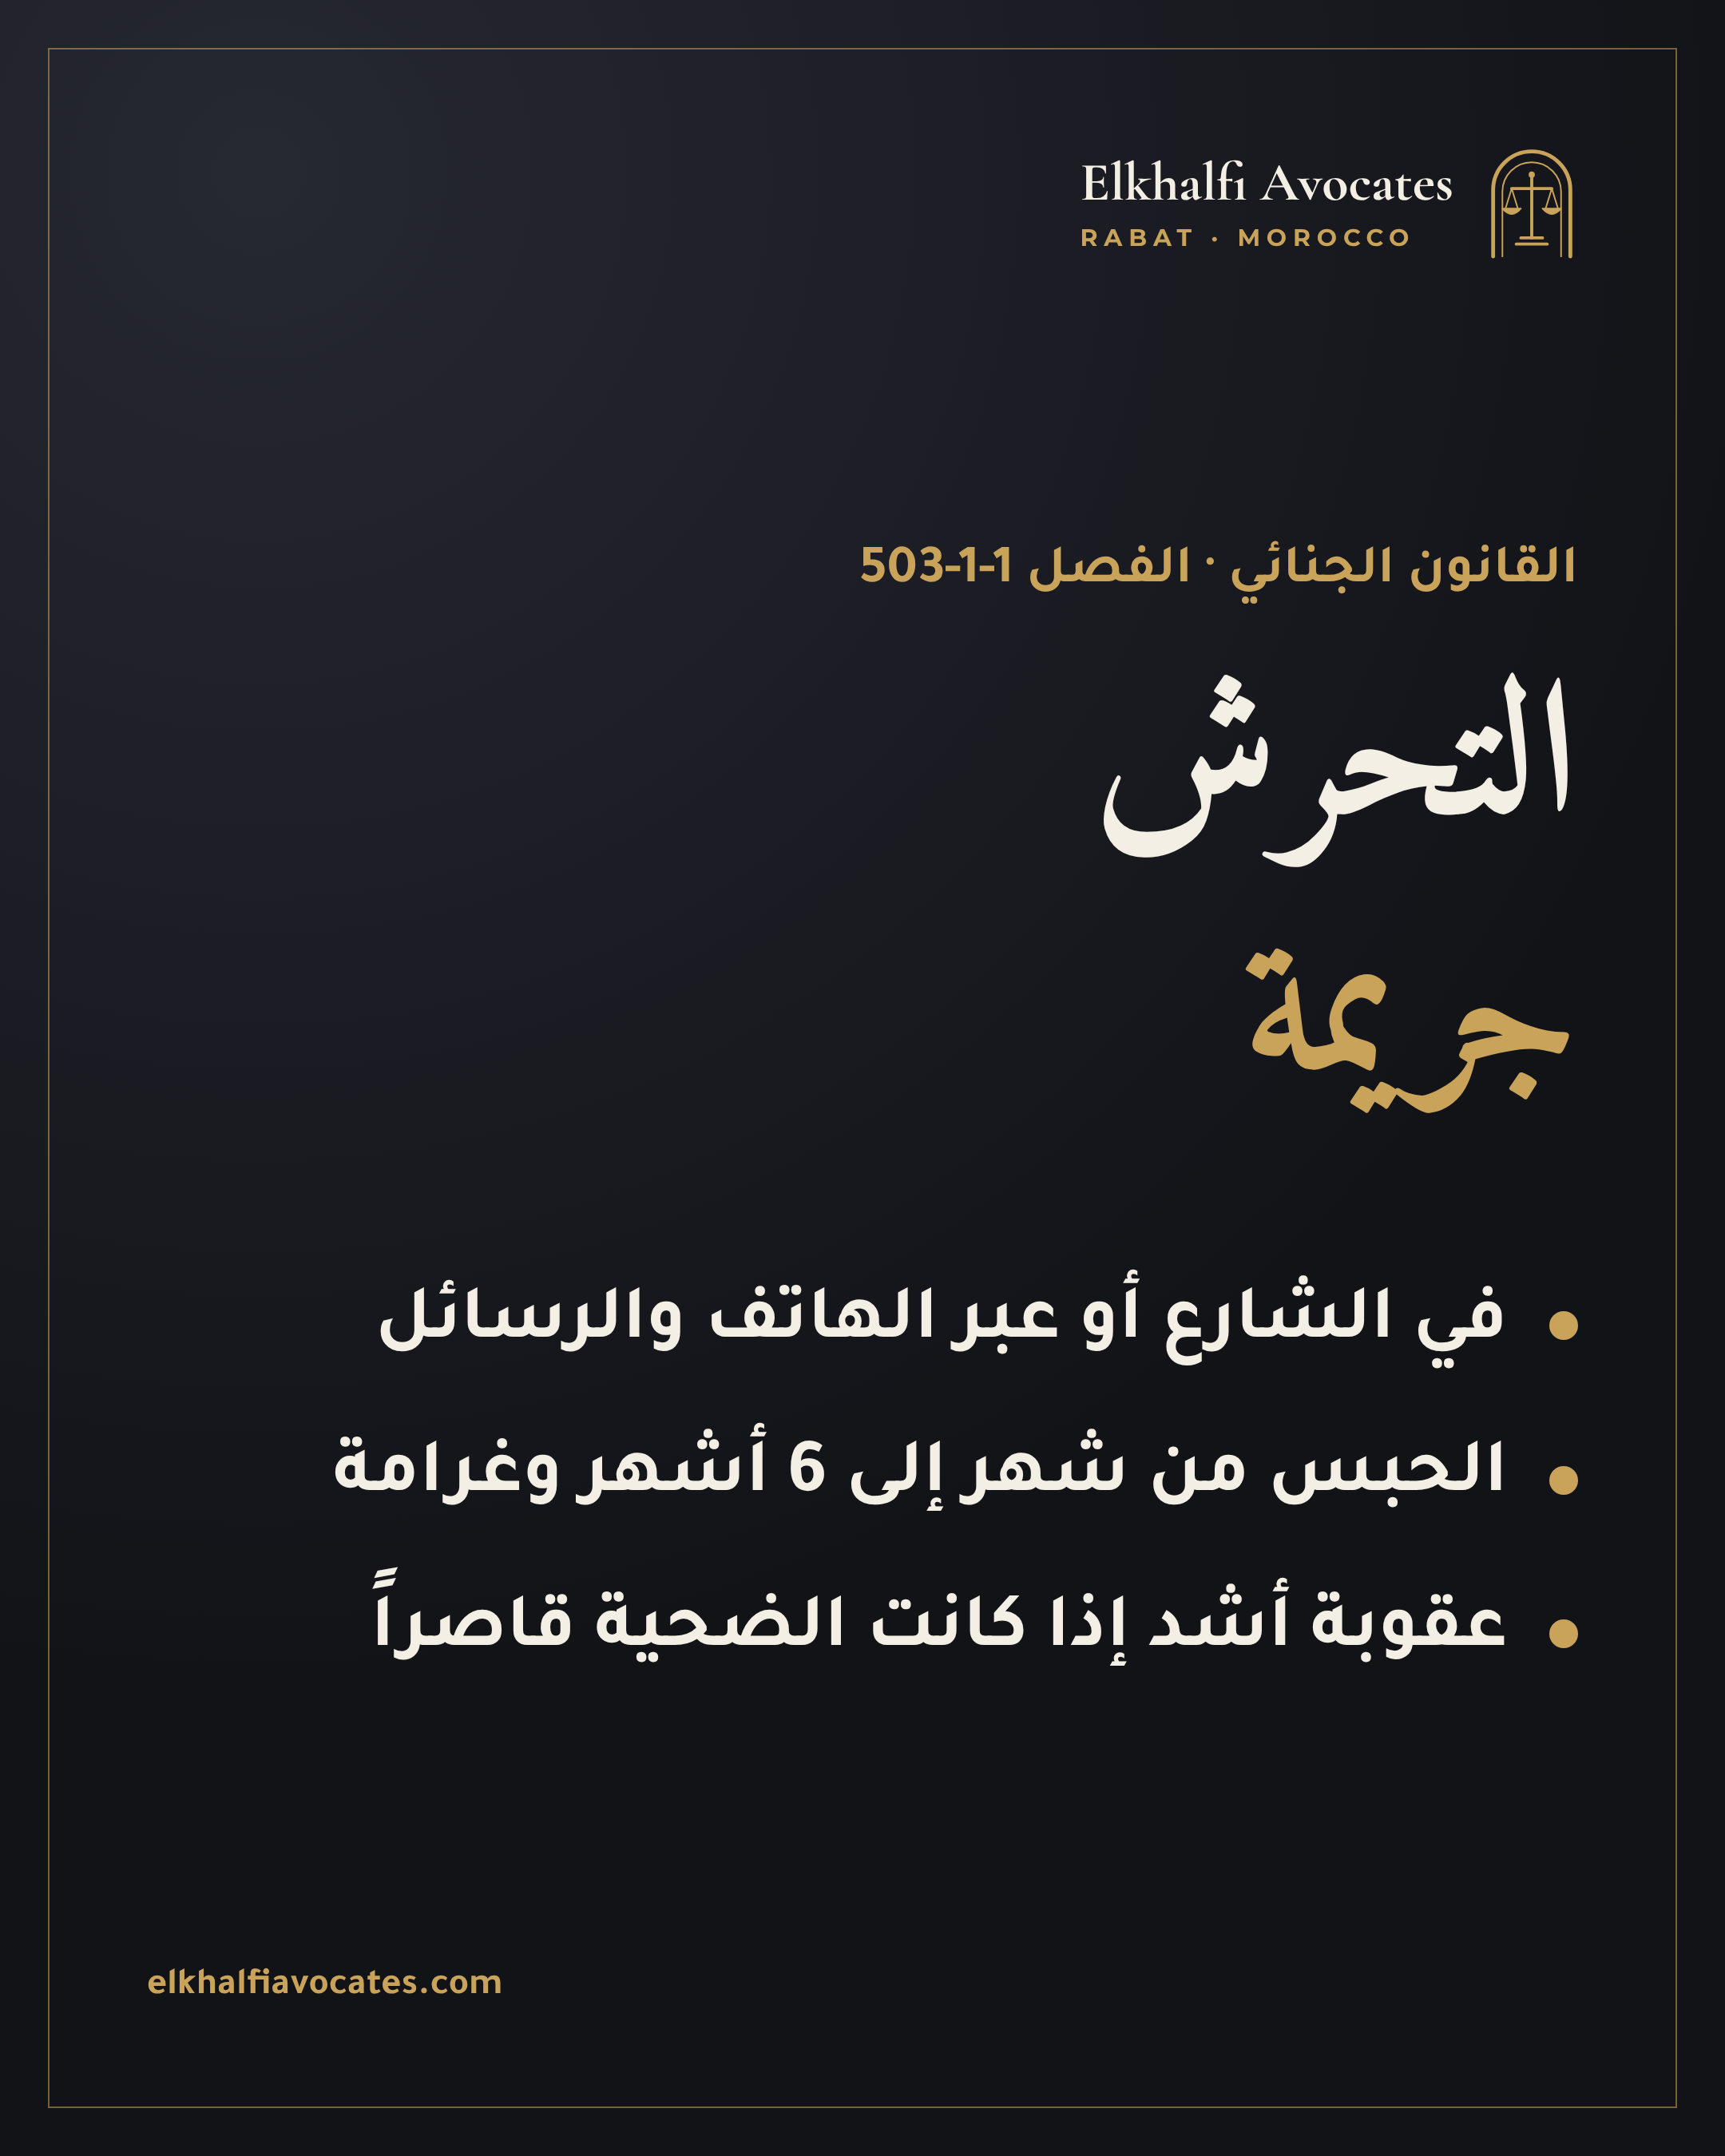 Elkhalfi Avocates
RABAT · MOROCCO
القانون الجنائي · الفصل 1-1-503
التحرش
جريمة
في الشارع أو عبر الهاتف والرسائل
الحبس من شهر إلى 6 أشهر وغرامة
عقوبة أشد إذا كانت الضحية قاصراً
elkhalfiavocates.com